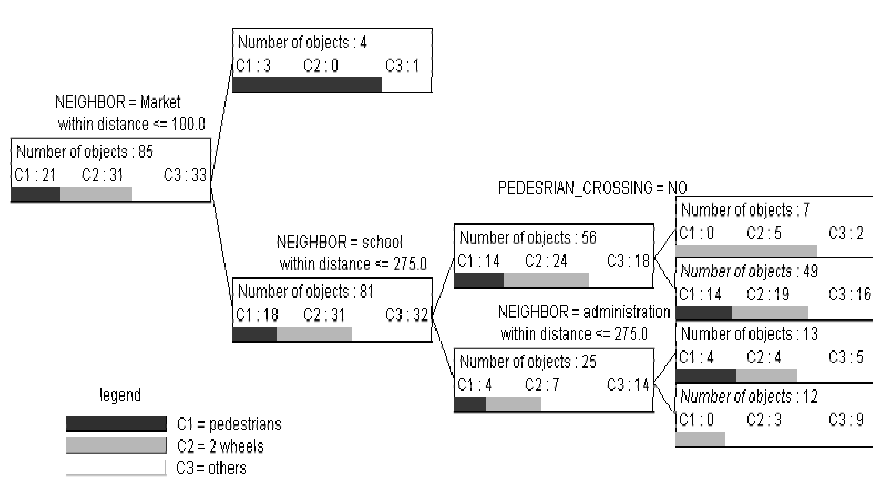 Number of objects : 4
C1 : 3 C2 : 0 C3 : 1
NEIGHBOR = Market
within distance <= 100.0
Number of objects : 85
C1 : 21 C2 : 31 C3 : 33
PEDESRIAN_CROSSING = NO
Number of objects : 7
C1 : 0 C2 : 5 C3 : 2
NEIGHBOR = school
within distance <= 275.0
Number of objects : 56
C1 : 14 C2 : 24 C3 : 18
Number of objects : 49
C1 : 14 C2 : 19 C3 : 16
Number of objects : 81
C1 : 18 C2 : 31 C3 : 32
NEIGHBOR = administration
within distance <= 275.0
Number of objects : 13
C1 : 4 C2 : 4 C3 : 5
Number of objects : 25
C1 : 4 C2 : 7 C3 : 14
Number of objects : 12
C1 : 0 C2 : 3 C3 : 9
legend
C1 = pedestrians
C2 = 2 wheels
C3 = others